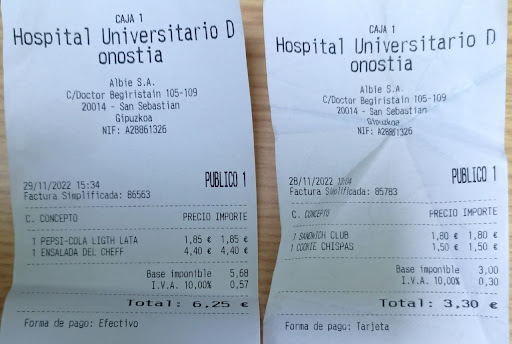 CAJA 1
Hospital Universitario D
onostia
Albie S.A.
C/Doctor Begiristain 105-109
20014 - San Sebastian
Gipuzkoa
NIF: A28861326
PUBLICO 1
29/11/2022 15:34
Factura Simplificada: 86563
C. CONCEPTO PRECIO IMPORTE
1 PEPSI-COLA LIGTH LATA 1,85 € 1,85 €
1 ENSALADA DEL CHEFF 4,40 € 4,40 €
Base imponible 5,68
I.V.A. 10,00% 0,57
Total: 6,25 €
Forma de pago: Efectivo
CAJA 1
Hospital Universitario D
onostia
Albie S.A.
C/Doctor Begiristain 105-109
20014 - San Sebastian
Gipuzkoa
NIF: A28861326
PUBLICO 1
28/11/2022
Factura Simplificada: 85783
C. CONCEPTO PRECIO IMPORTE
1 SANDWICH CLUB 1,80 € 1,80 €
1 COOKIE CHISPAS 1,50 € 1,50 €
Base imponible 3,00
I.V.A. 10,00% 0,30
Total: 3,30 €
Forma de pago: Tarjeta